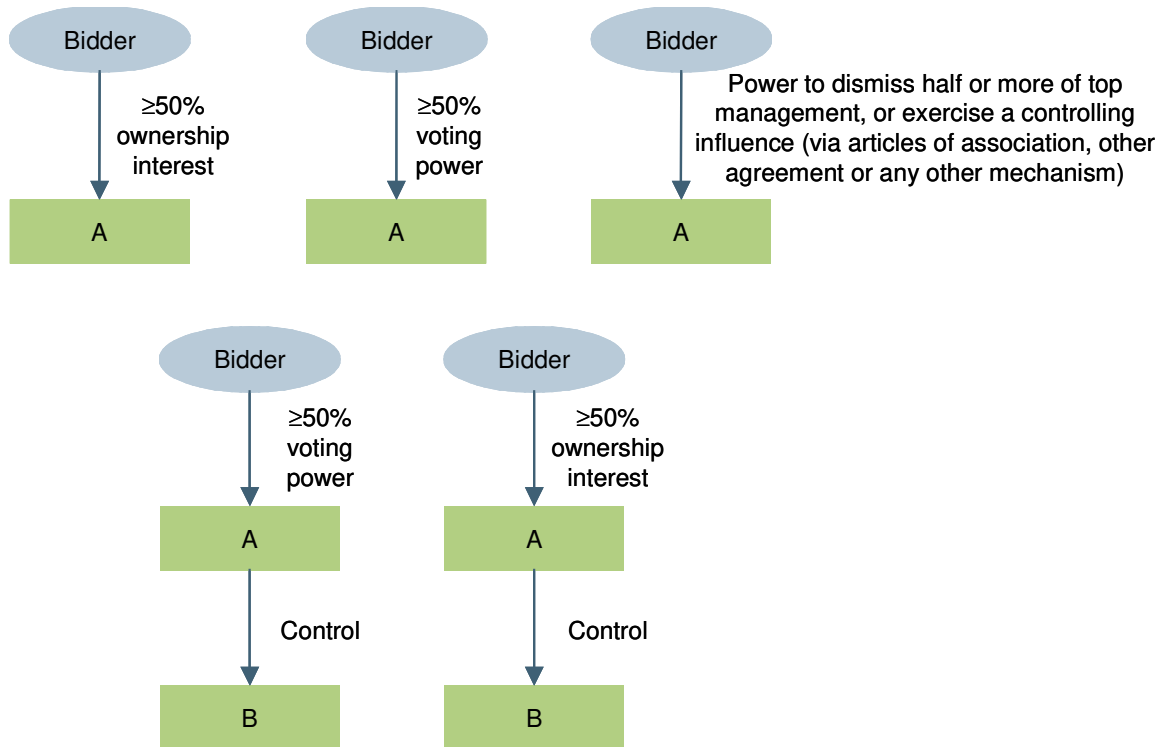 Bidder
≥50%
ownership
interest
A
Bidder
≥50%
voting
power
A
Bidder
Power to dismiss half or more of top
management, or exercise a controlling
influence (via articles of association, other
agreement or any other mechanism)
A
Bidder
≥50%
voting
power
A
Control
B
Bidder
≥50%
ownership
interest
A
Control
B